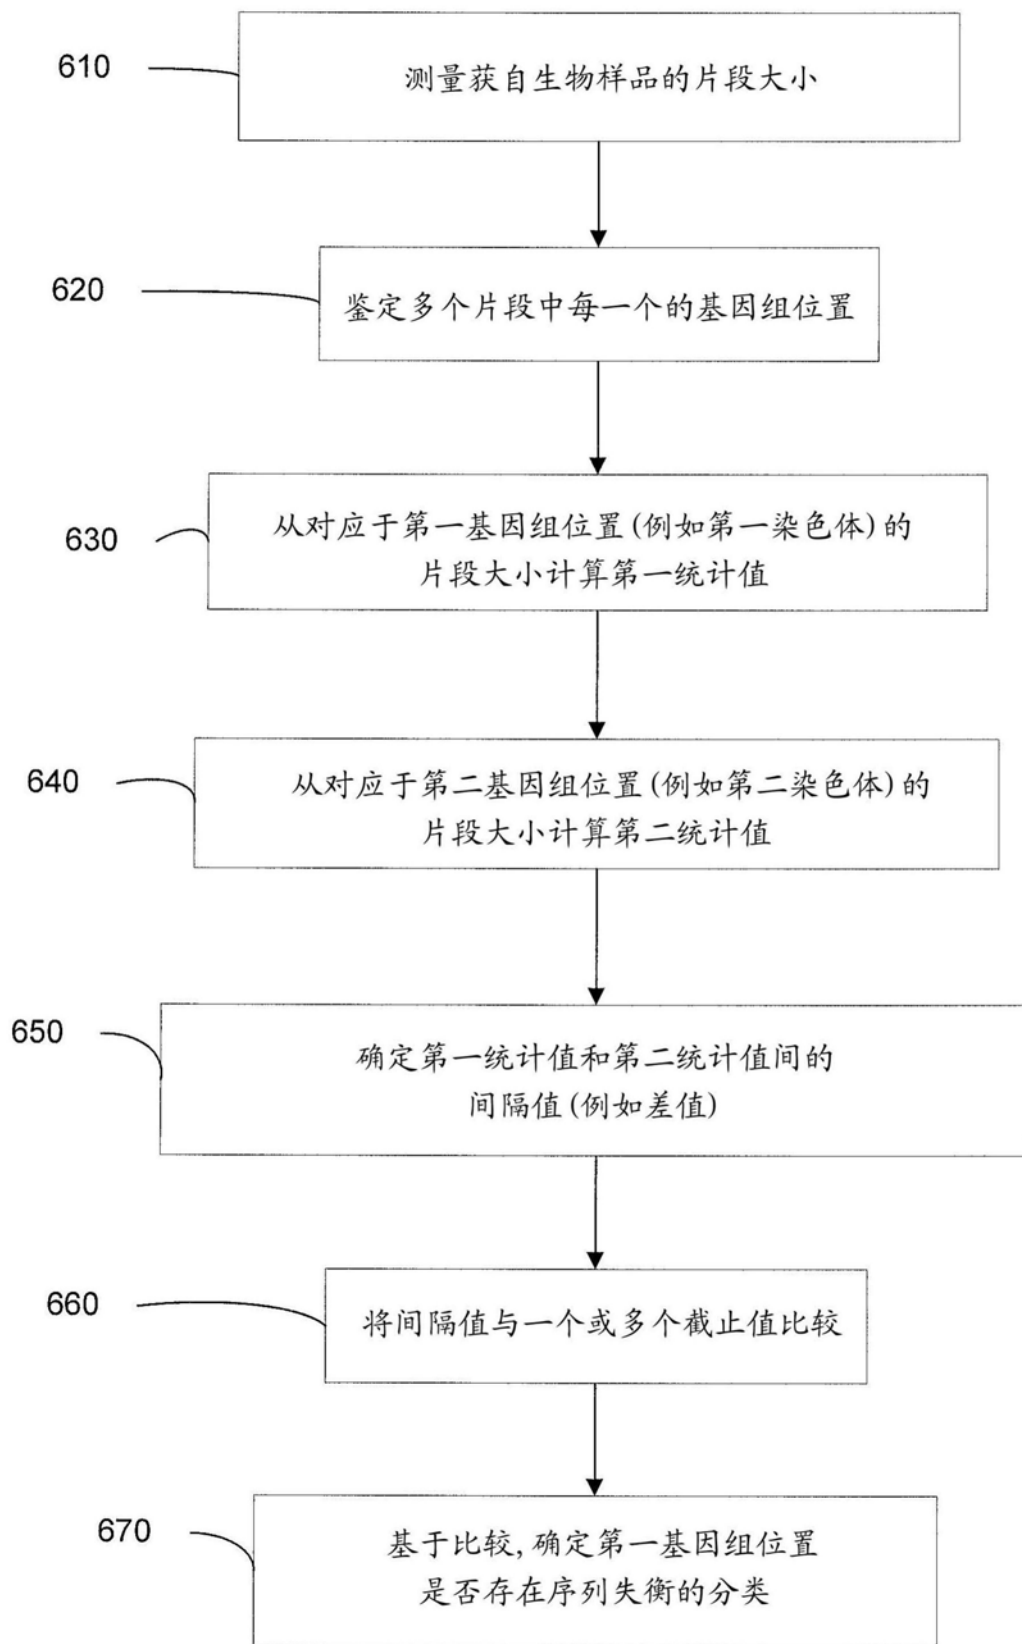 610
测量获自生物样品的片段大小
620
鉴定多个片段中每一个的基因组位置
630
从对应于第一基因组位置(例如第一染色体)的
片段大小计算第一统计值
640
从对应于第二基因组位置(例如第二染色体)的
片段大小计算第二统计值
650
确定第一统计值和第二统计值间的
间隔值(例如差值)
660
将间隔值与一个或多个截止值比较
670
基于比较,确定第一基因组位置
是否存在序列失衡的分类